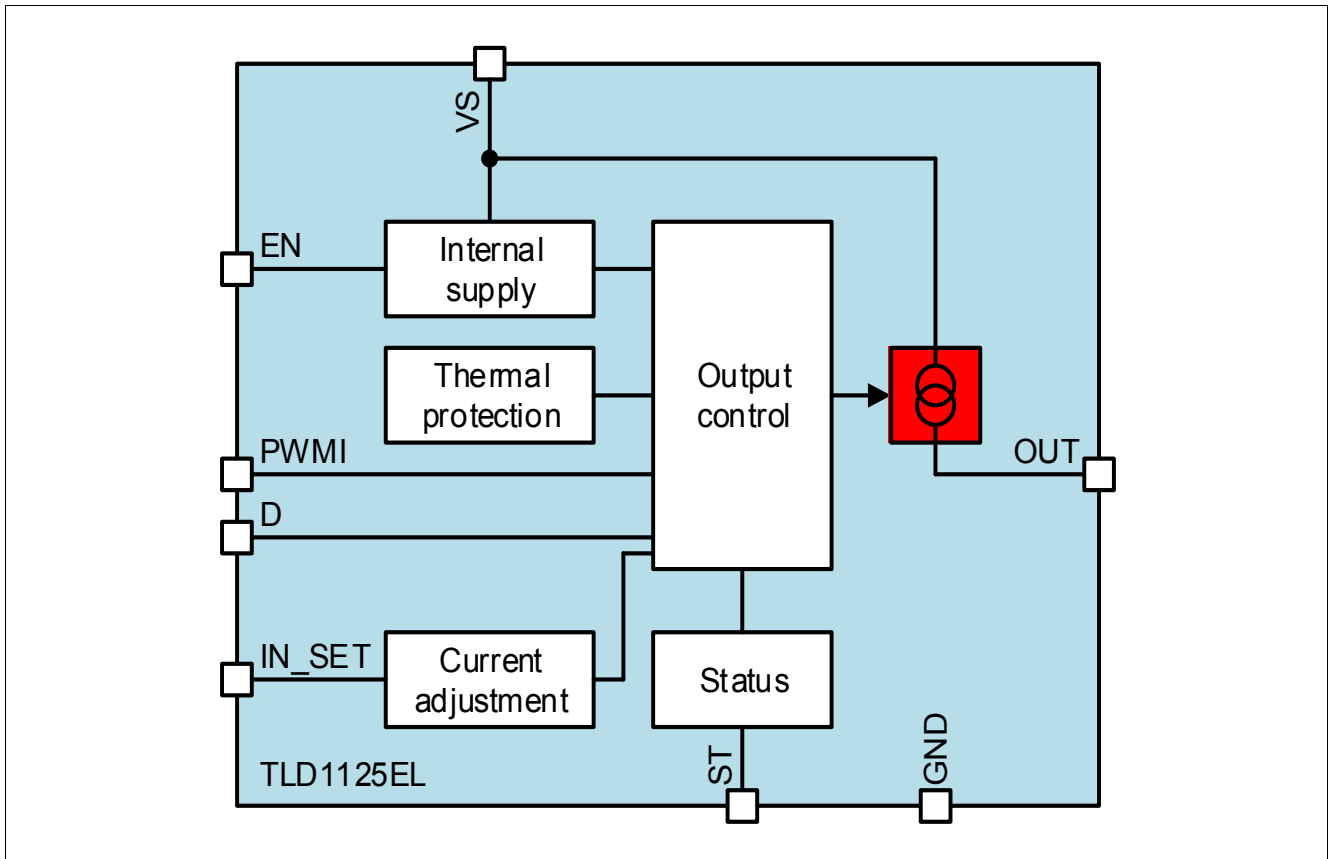 VS
EN
Internal
supply
Thermal
protection
Output
control
PWMI
OUT
D
IN_SET
Current
adjustment
Status
ST
GND
TLD1125EL